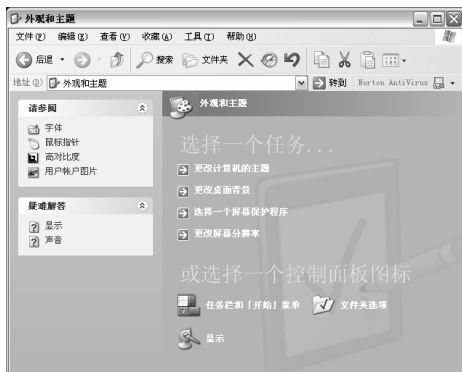 外观和主题
文件(F) 编辑(E) 查看(V) 收藏(A) 工具(T) 帮助(H)
后退 搜索 文件夹
地址(D) 外观和主题 转到 Norton AntiVirus
请参阅
字体
鼠标指针
高对比度
用户帐户图片
疑难解答
显示
声音
外观和主题
选择一个任务...
更改计算机的主题
更改桌面背景
选择一个屏幕保护程序
更改屏幕分辨率
或选择一个控制面板图标
任务栏和「开始」菜单 文件夹选项
显示